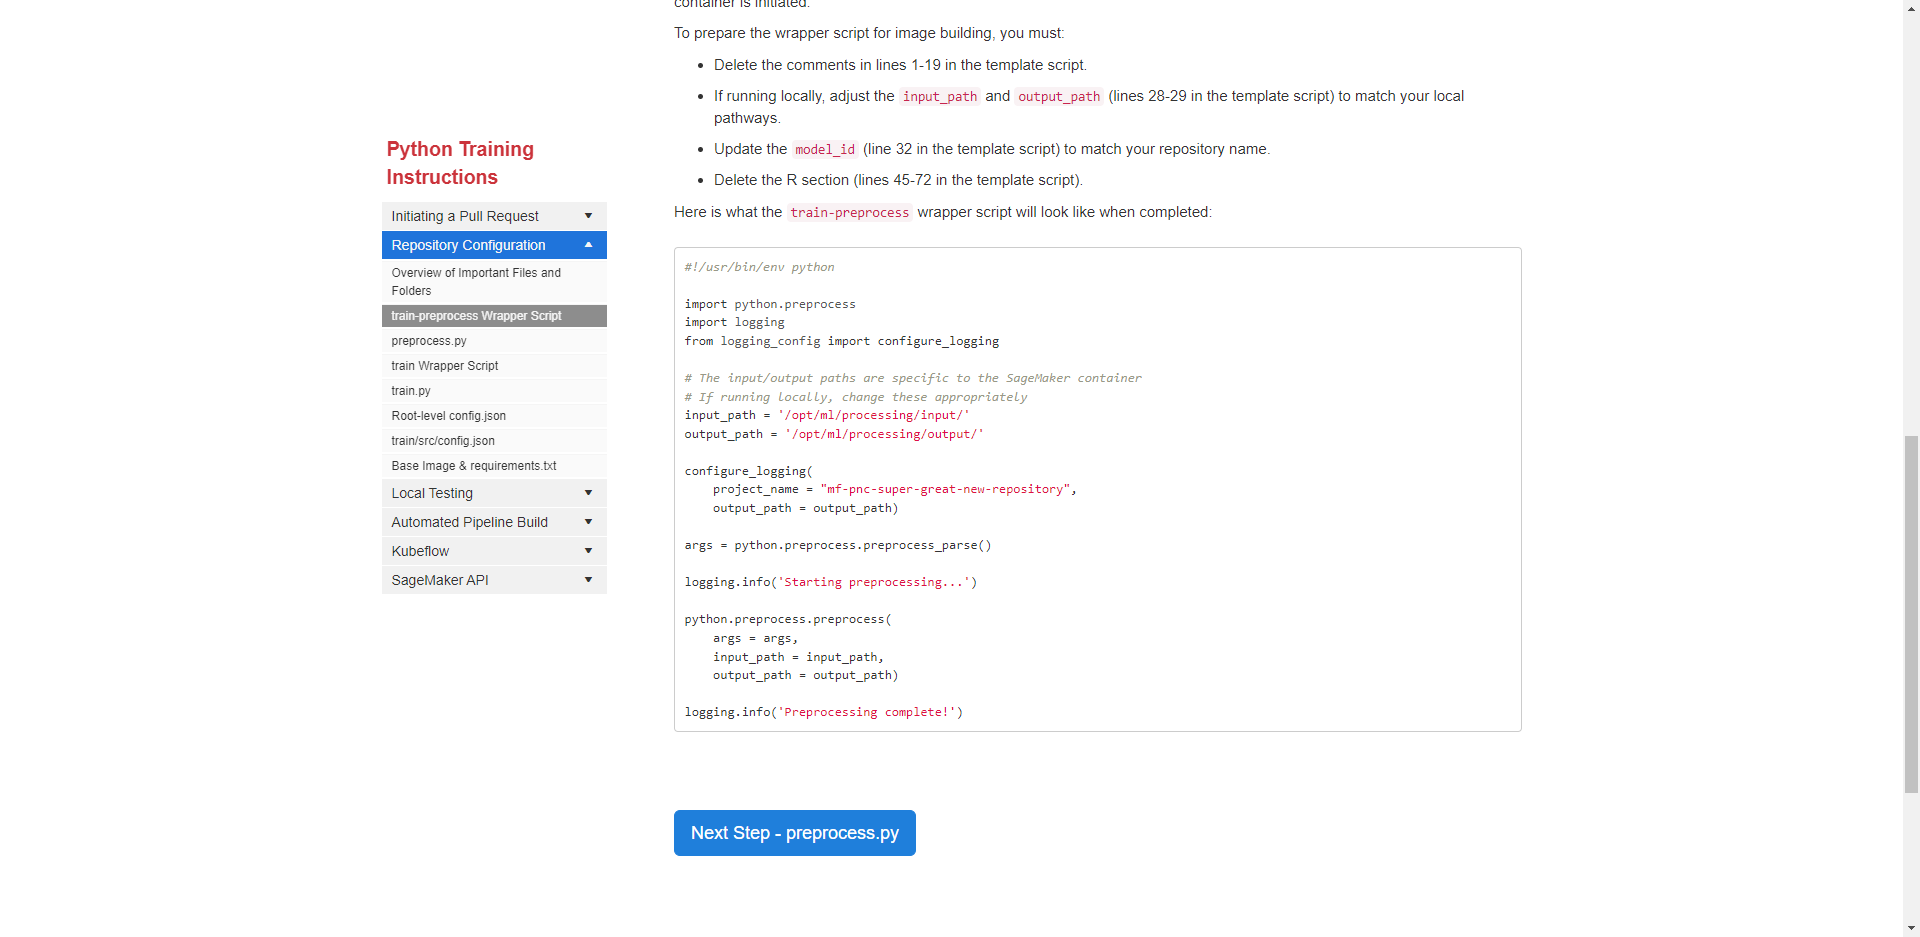 container is initiated.
To prepare the wrapper script for image building, you must:
Delete the comments in lines 1-19 in the template script.
If running locally, adjust the input_path and output_path (lines 28-29 in the template script) to match your local
pathways.
Update the model_id (line 32 in the template script) to match your repository name.
Delete the R section (lines 45-72 in the template script).
Here is what the train-preprocess wrapper script will look like when completed:
Python Training
Instructions
Initiating a Pull Request
Repository Configuration
Overview of Important Files and
Folders
train-preprocess Wrapper Script
preprocess.py
train Wrapper Script
train.py
Root-level config.json
train/src/config.json
Base Image & requirements.txt
Local Testing
Automated Pipeline Build
Kubeflow
SageMaker API
#!/usr/bin/env python
import python.preprocess
import logging
from logging_config import configure_logging
# The input/output paths are specific to the SageMaker container
# If running locally, change these appropriately
input_path = '/opt/ml/processing/input/'
output_path = '/opt/ml/processing/output/'
configure_logging(
    project_name = "mf-pnc-super-great-new-repository",
    output_path = output_path)
args = python.preprocess.preprocess_parse()
logging.info('Starting preprocessing...')
python.preprocess.preprocess(
    args = args,
    input_path = input_path,
    output_path = output_path)
logging.info('Preprocessing complete!')
Next Step - preprocess.py